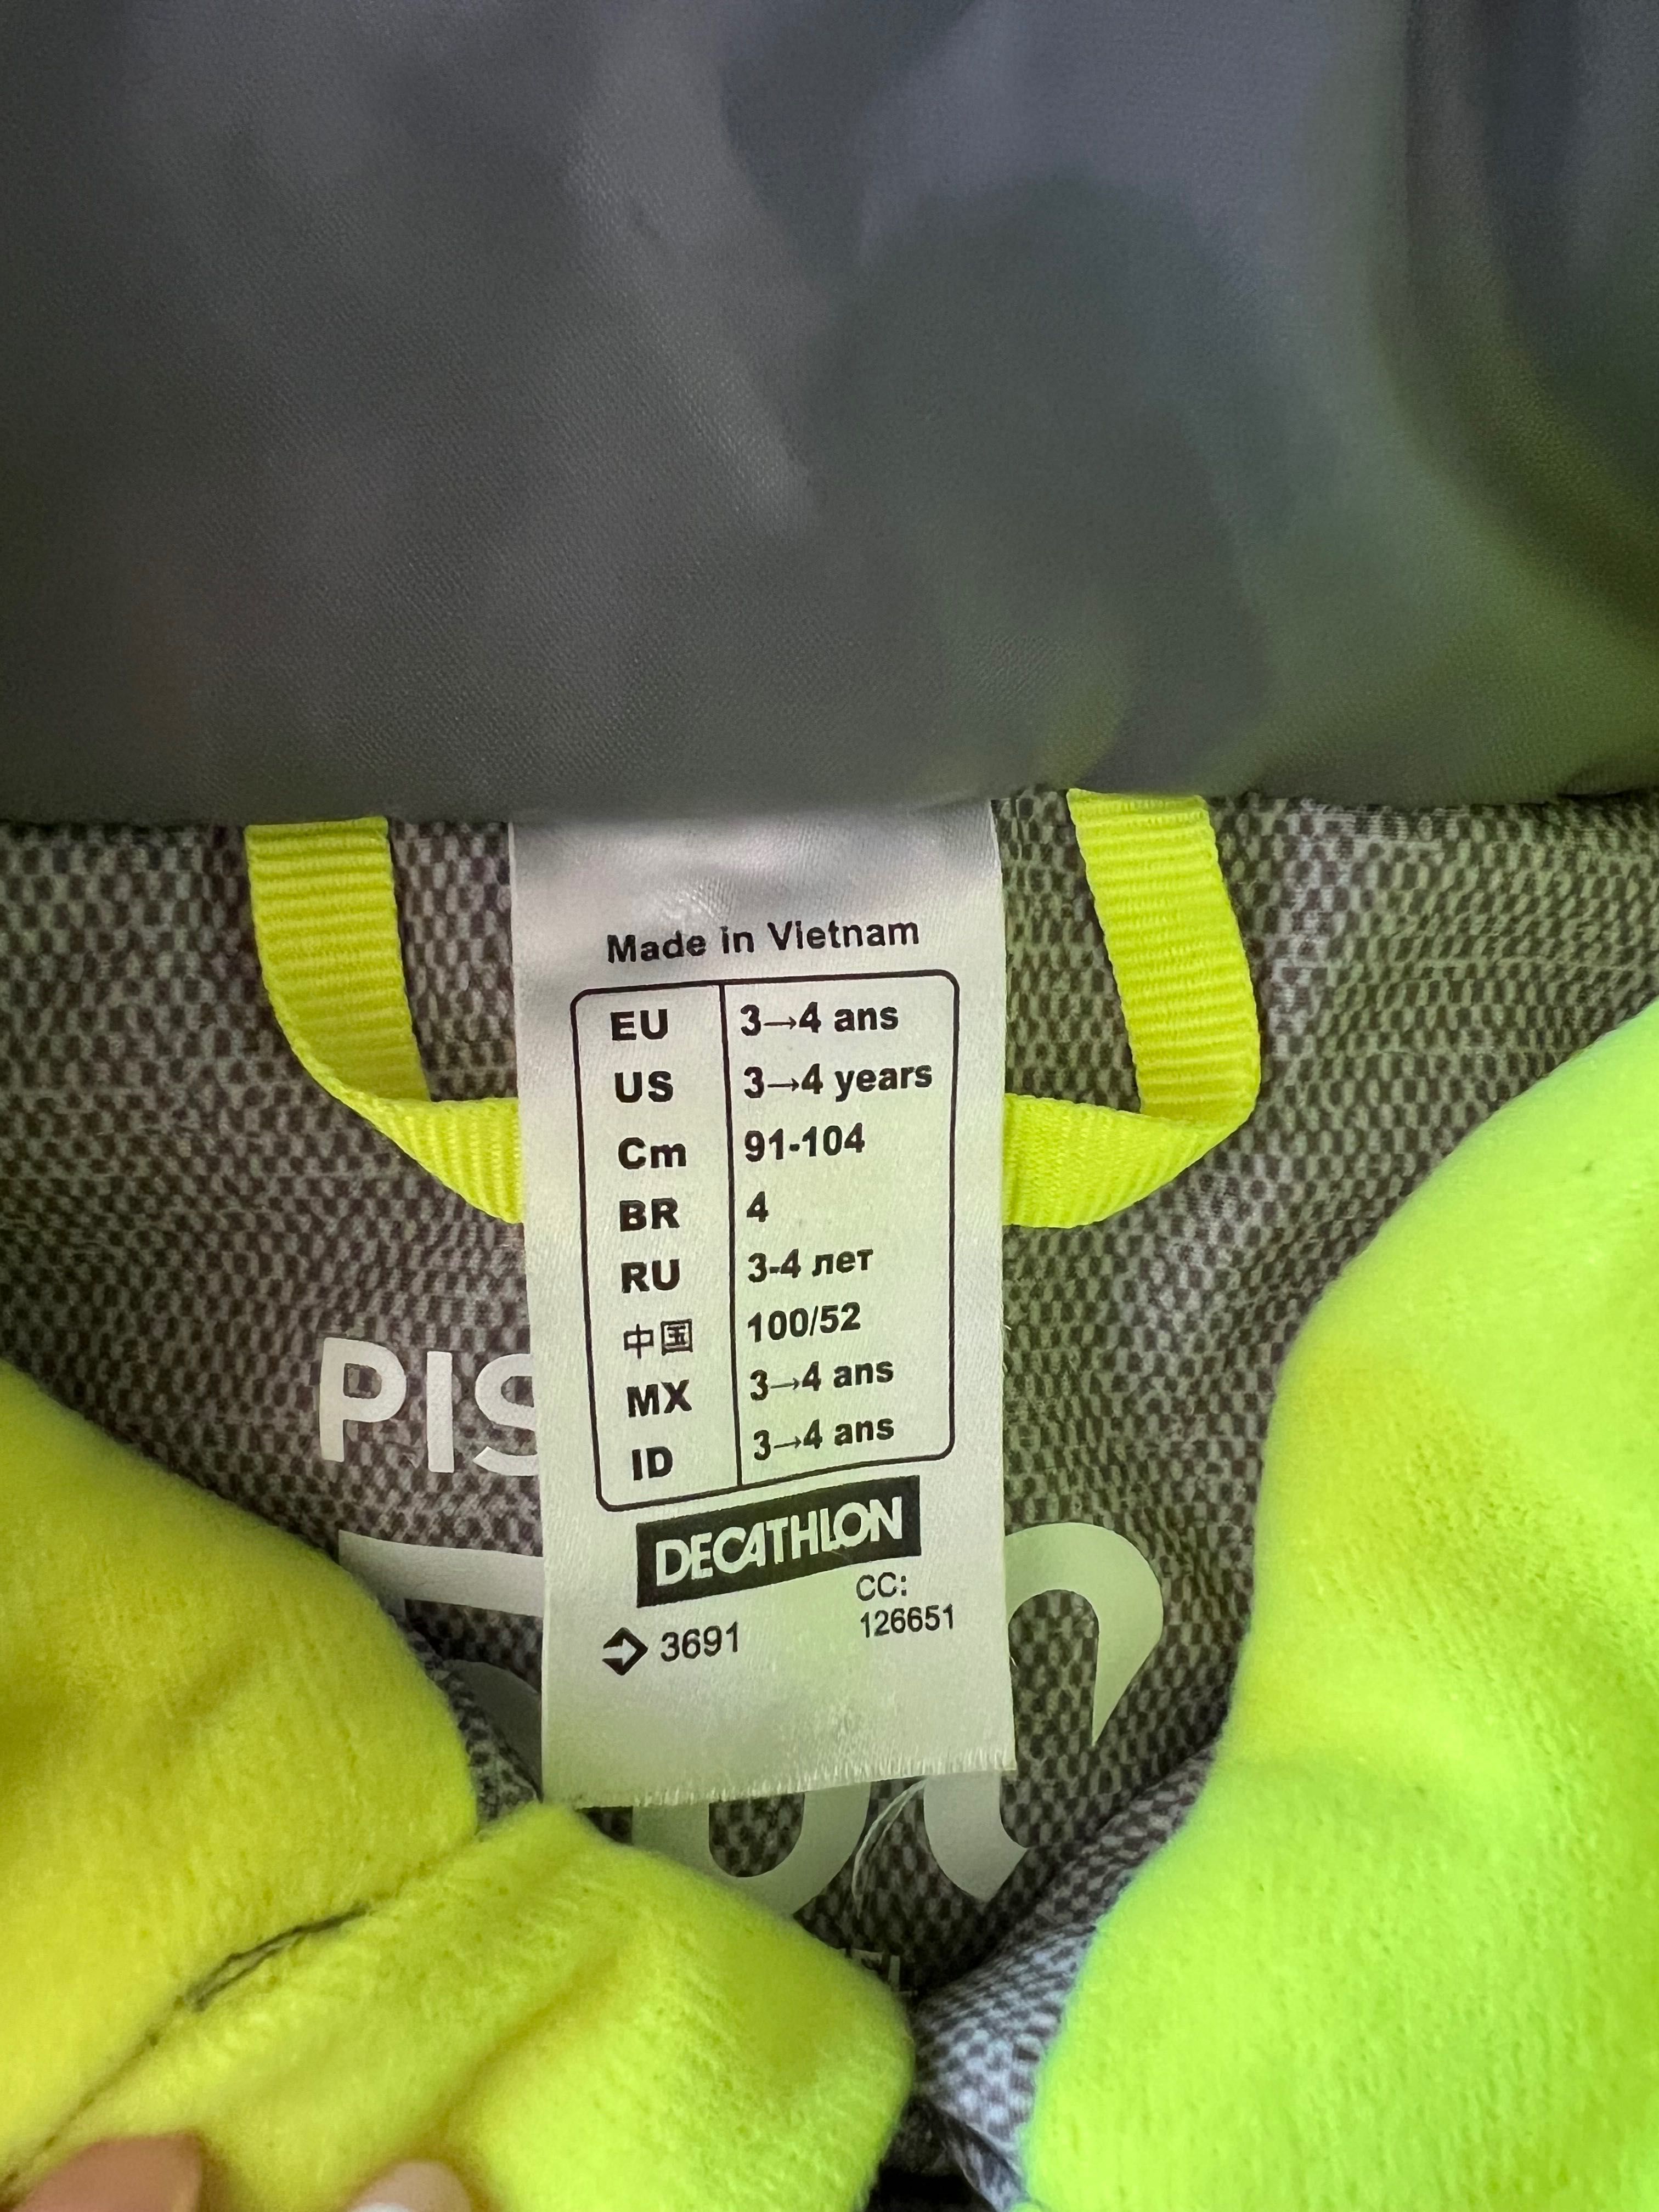 Made in Vietnam
EU 3→4 ans
US 3→4 years
Cm 91-104
BR 4
RU 3-4 лет
中国 100/52
MX 3→4 ans
ID 3→4 ans
DECATHLON
3691 CC: 126651
PIS